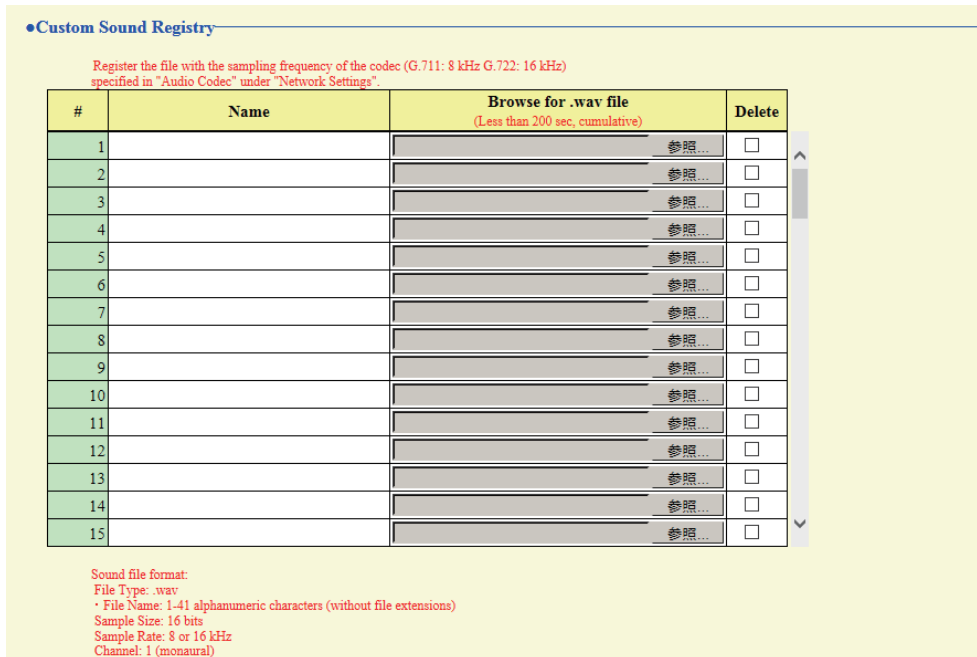 ●Custom Sound Registry
Register the file with the sampling frequency of the codec (G.711: 8 kHz G.722: 16 kHz)
specified in "Audio Codec" under "Network Settings".
# Name Browse for .wav file Delete
(Less than 200 sec, cumulative)
1 参照...
2 参照...
3 参照...
4 参照...
5 参照...
6 参照...
7 参照...
8 参照...
9 参照...
10 参照...
11 参照...
12 参照...
13 参照...
14 参照...
15 参照...
Sound file format:
File Type: .wav
・File Name: 1-41 alphanumeric characters (without file extensions)
Sample Size: 16 bits
Sample Rate: 8 or 16 kHz
Channel: 1 (monaural)